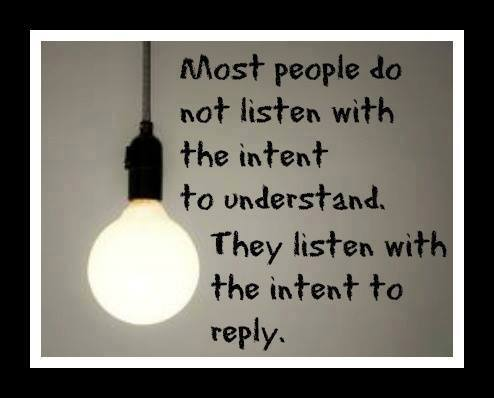 Most people do
not listen with
the intent
to understand.
They listen with
the intent to
reply.